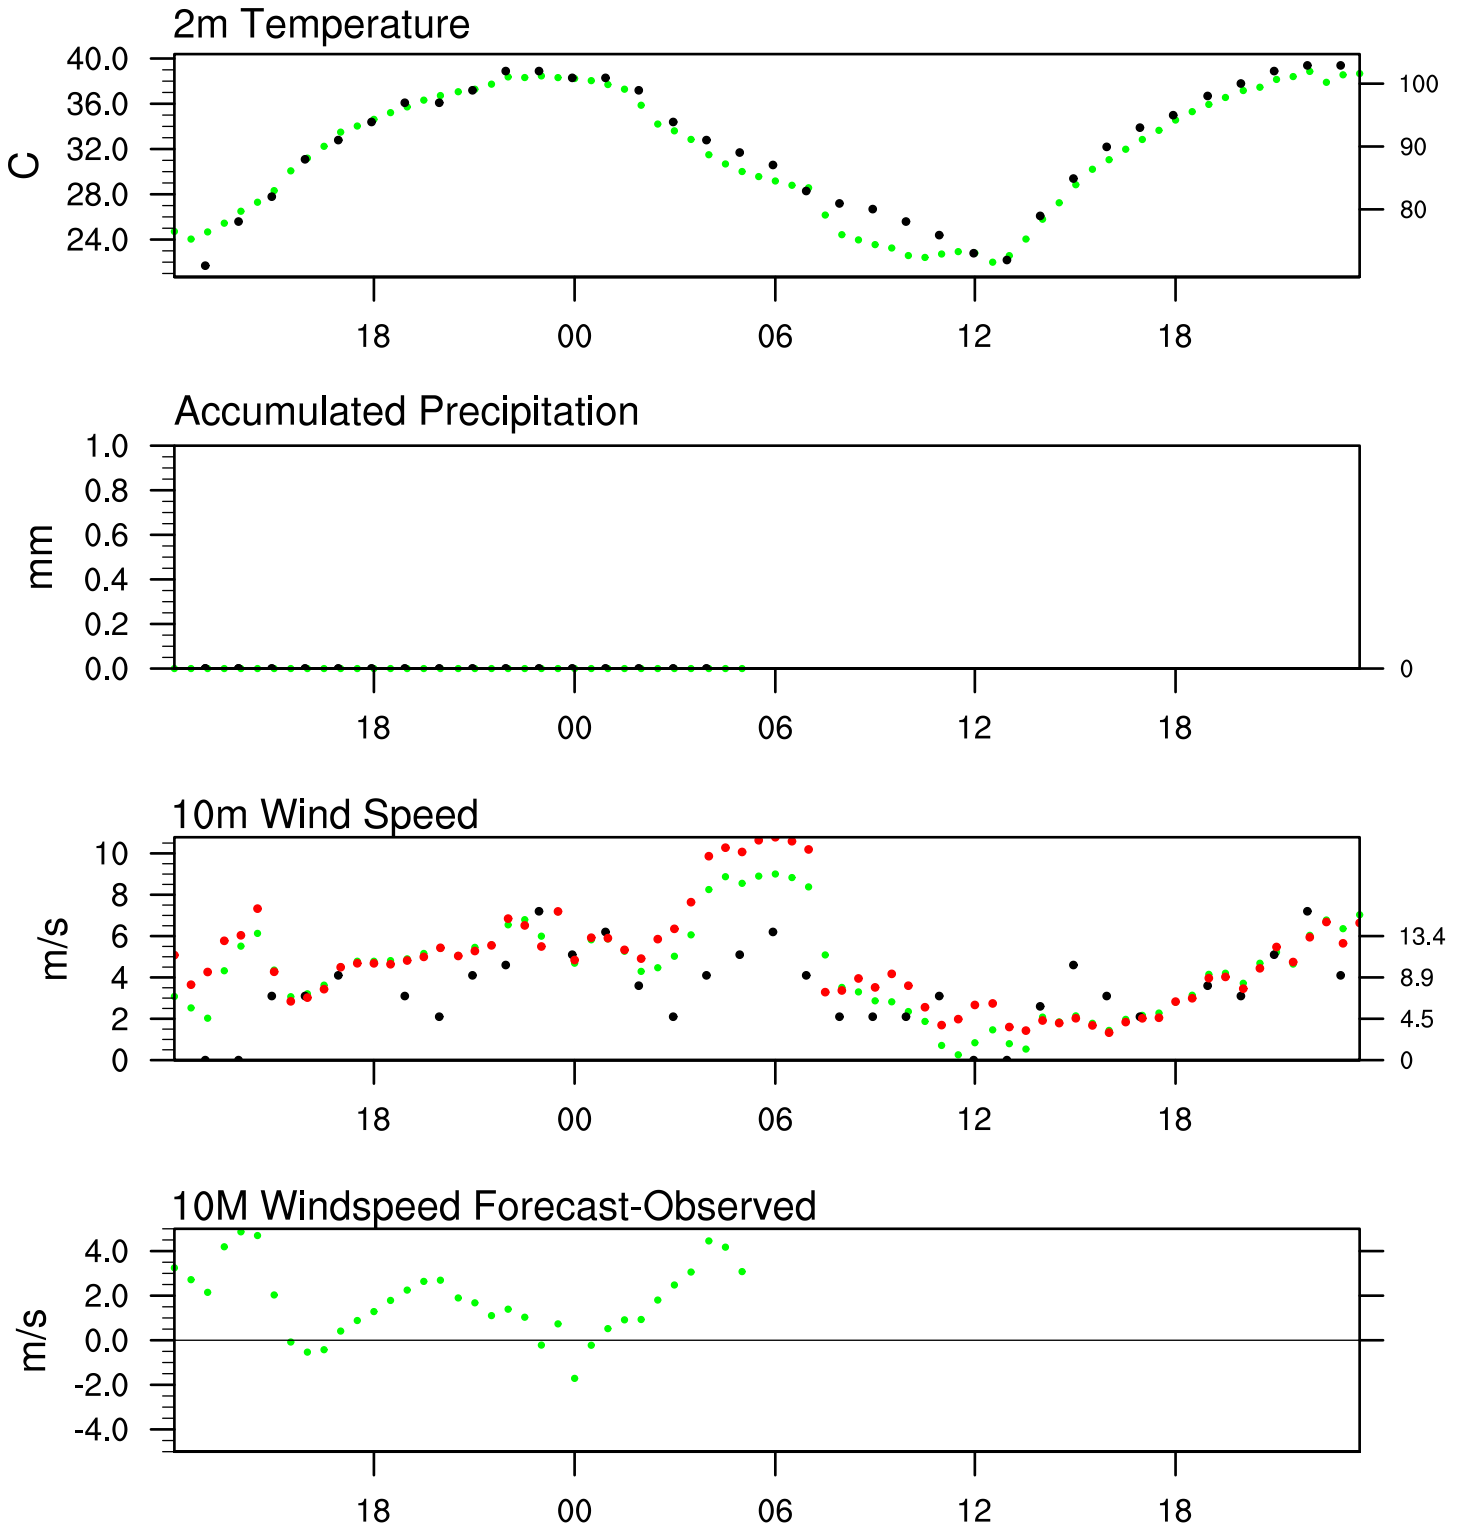 2m Temperature
40.0
36.0
32.0
28.0
24.0
C
100
90
80
18 00 06 12 18
Accumulated Precipitation
1.0
0.8
0.6
0.4
0.2
0.0
mm
0
18 00 06 12 18
10m Wind Speed
10
8
6
4
2
0
m/s
13.4
8.9
4.5
0
18 00 06 12 18
10M Windspeed Forecast-Observed
4.0
2.0
0.0
-2.0
-4.0
m/s
18 00 06 12 18